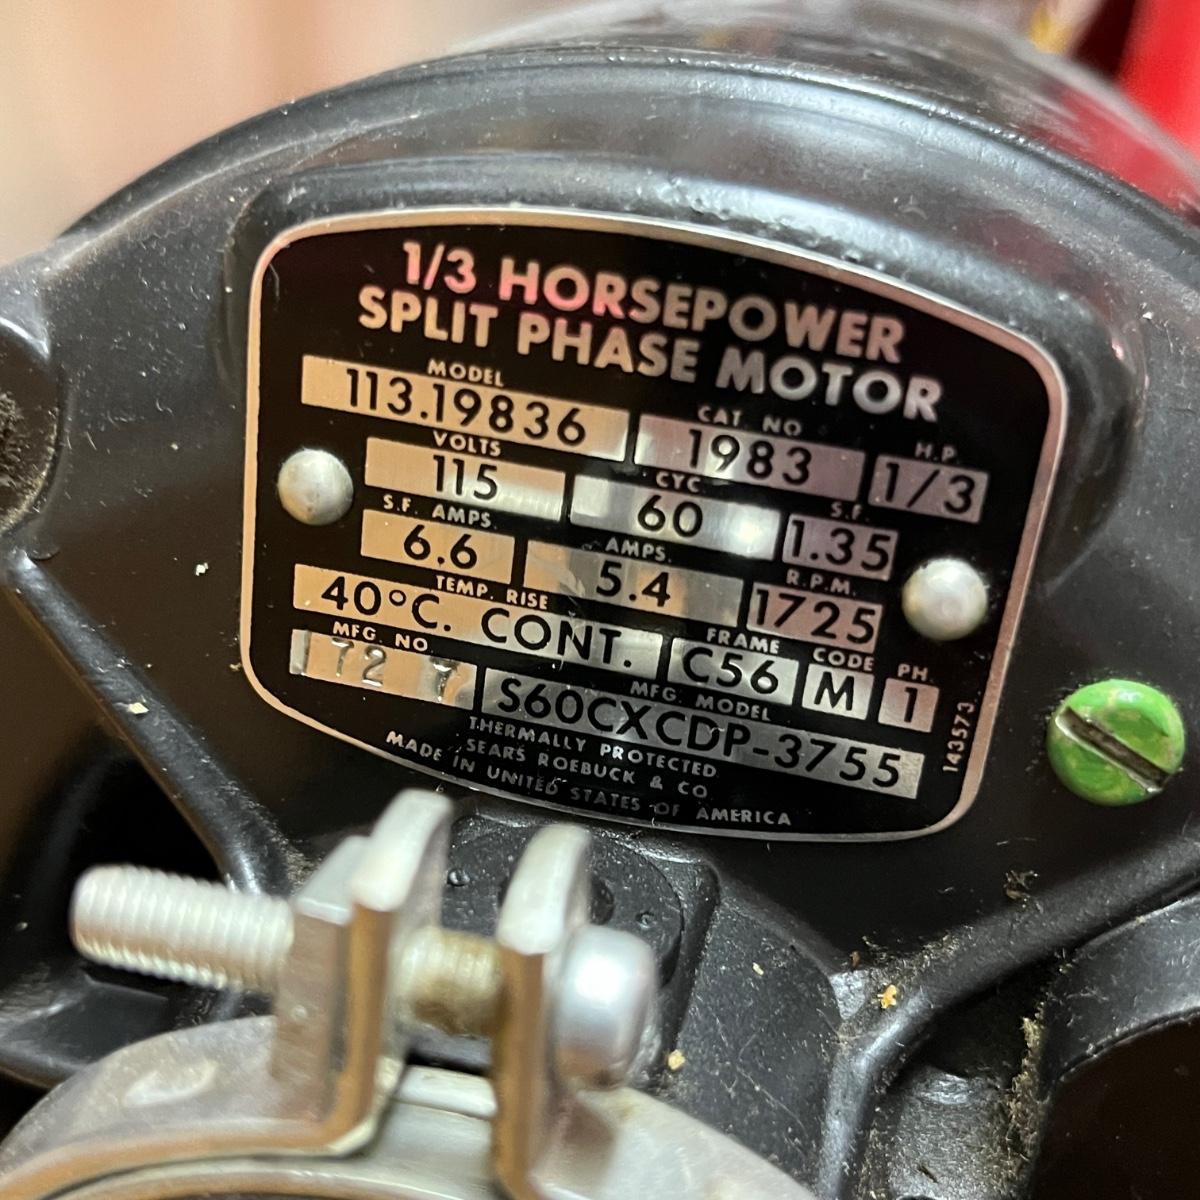 1/3 HORSEPOWER
SPLIT PHASE MOTOR
MODEL CAT. NO H.P.
113.19836 1983 1/3
VOLTS CYC. S.F.
115 60 1.35
S.F. AMPS. AMPS. R.P.M.
6.6 5.4 1725
TEMP. RISE FRAME CODE PH.
40°C. CONT. C56 M 1
MFG. NO. MFG. MODEL
172 7 S60CXCDP-3755
THERMALLY PROTECTED
SEARS ROEBUCK & CO
MADE IN UNITED STATES OF AMERICA
143573